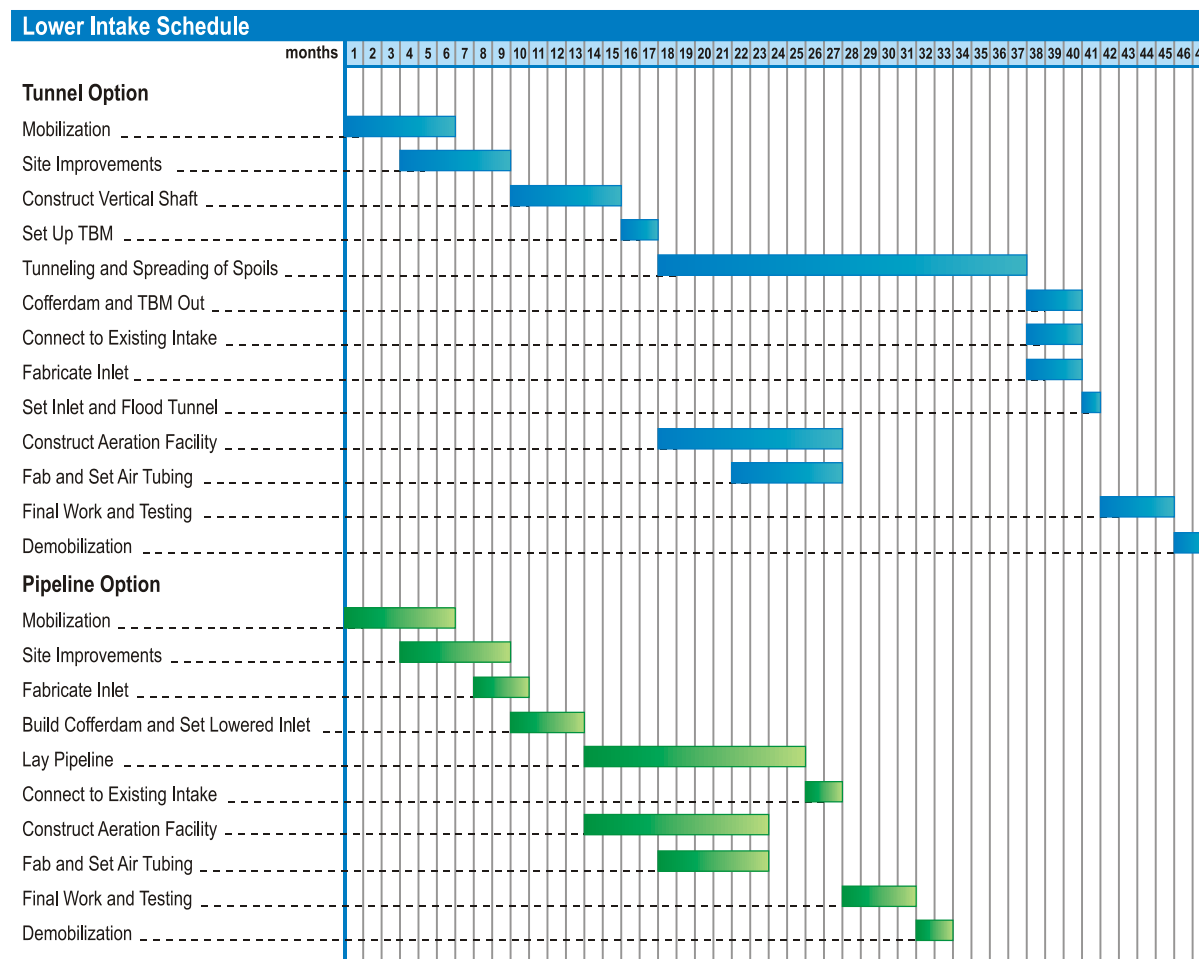 Lower Intake Schedule
months 1 2 3 4 5 6 7 8 9 10 11 12 13 14 15 16 17 18 19 20 21 22 23 24 25 26 27 28 29 30 31 32 33 34 35 36 37 38 39 40 41 42 43 44 45 46
Tunnel Option
Mobilization
Site Improvements
Construct Vertical Shaft
Set Up TBM
Tunneling and Spreading of Spoils
Cofferdam and TBM Out
Connect to Existing Intake
Fabricate Inlet
Set Inlet and Flood Tunnel
Construct Aeration Facility
Fab and Set Air Tubing
Final Work and Testing
Demobilization
Pipeline Option
Mobilization
Site Improvements
Fabricate Inlet
Build Cofferdam and Set Lowered Inlet
Lay Pipeline
Connect to Existing Intake
Construct Aeration Facility
Fab and Set Air Tubing
Final Work and Testing
Demobilization